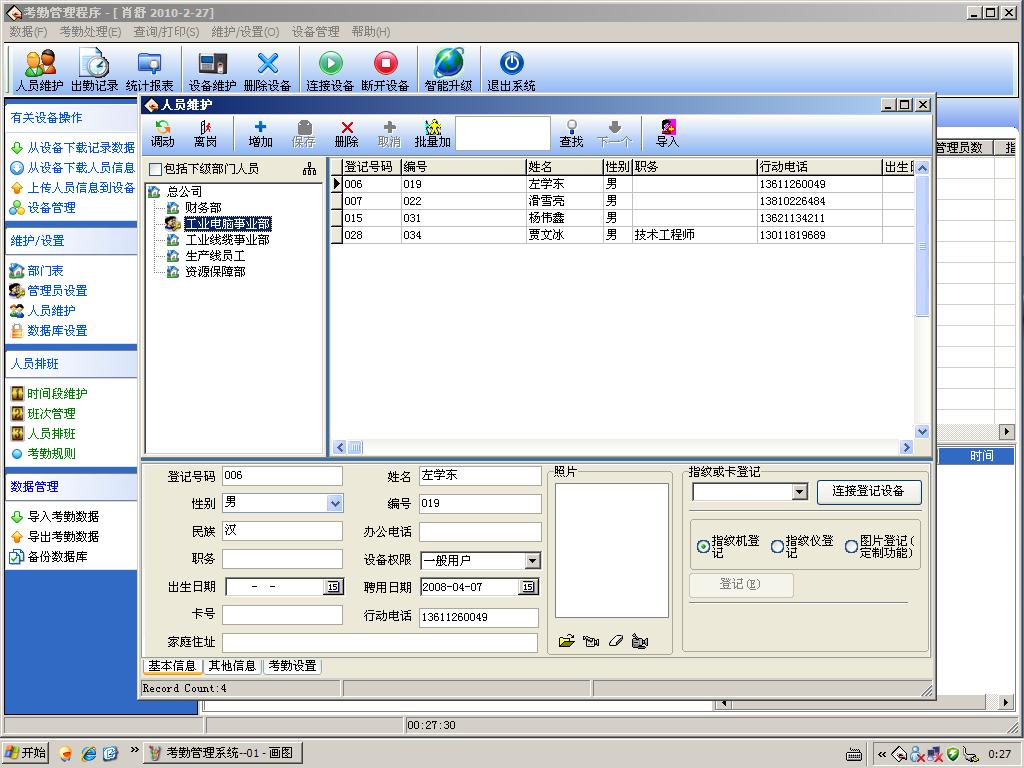 考勤管理程序 - [ 肖舒 2010-2-27]
数据(F) 考勤处理(E) 查询/打印(S) 维护/设置(O) 设备管理 帮助(H)
人员维护 出勤记录 统计报表 设备维护 删除设备 连接设备 断开设备 智能升级 退出系统
有关设备操作
从设备下载记录数据
从设备下载人员信息
上传人员信息到设备
设备管理
维护/设置
部门表
管理员设置
人员维护
数据库设置
人员排班
时间段维护
班次管理
人员排班
考勤规则
数据管理
导入考勤数据
导出考勤数据
备份数据库
人员维护
调动 离岗 增加 保存 删除 取消 批量加 查找 下一个 导入
包括下级部门人员
总公司
财务部
工业电脑事业部
工业线缆事业部
生产线员工
资源保障部
登记号码 编号 姓名 性别 职务 行动电话 出生日
006 019 左学东 男 13611260049
007 022 滑雪亮 男 13810226484
015 031 杨伟鑫 男 13621134211
028 034 贾文冰 男 技术工程师 13011819689
管理员数 指
时间
登记号码 006 姓名 左学东
性别 男 编号 019
民族 汉 办公电话
职务 设备权限 一般用户
出生日期 - - 15 聘用日期 2008-04-07 15
卡号 行动电话 13611260049
家庭住址
照片
指纹或卡登记
连接登记设备
指纹机登记 指纹仪登记 图片登记(定制功能)
登记(E)
基本信息 其他信息 考勤设置
Record Count:4
00:27:30
开始 考勤管理系统--01 - 画图 0:27